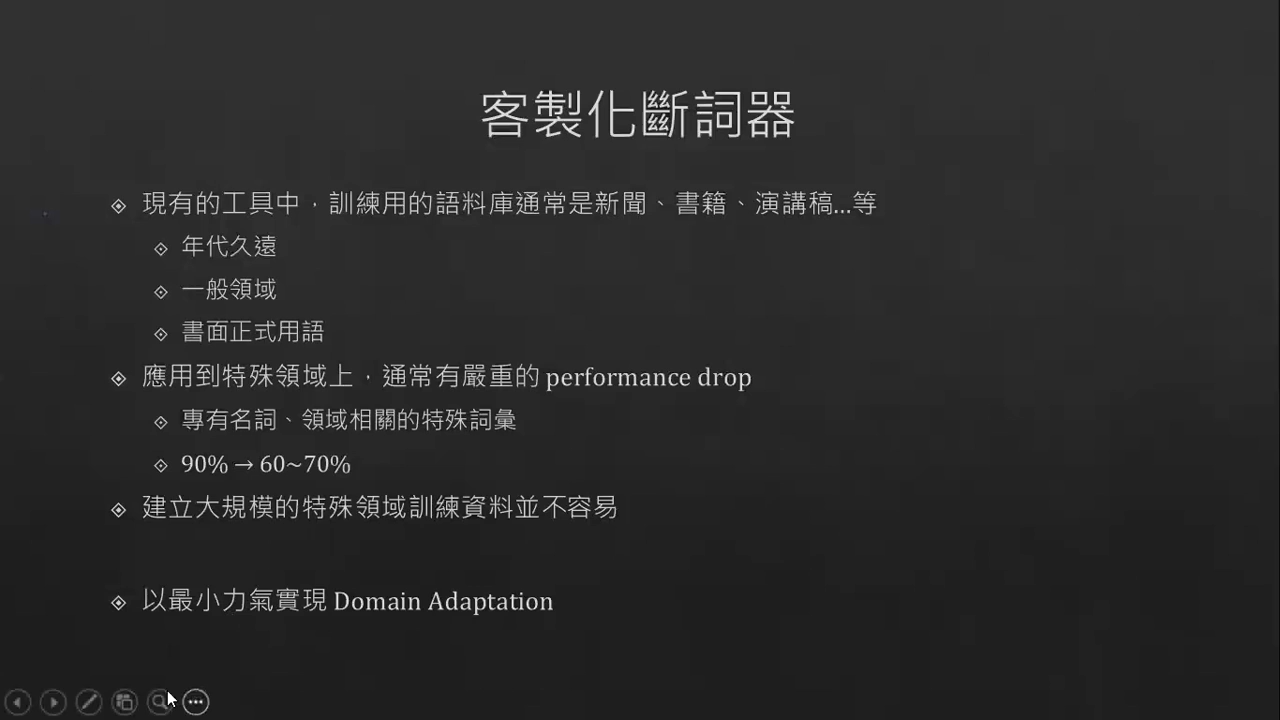 客製化斷詞器
現有的工具中，訓練用的語料庫通常是新聞、書籍、演講稿...等
年代久遠
一般領域
書面正式用語
應用到特殊領域上，通常有嚴重的 performance drop
專有名詞、領域相關的特殊詞彙
90% → 60~70%
建立大規模的特殊領域訓練資料並不容易
以最小力氣實現 Domain Adaptation